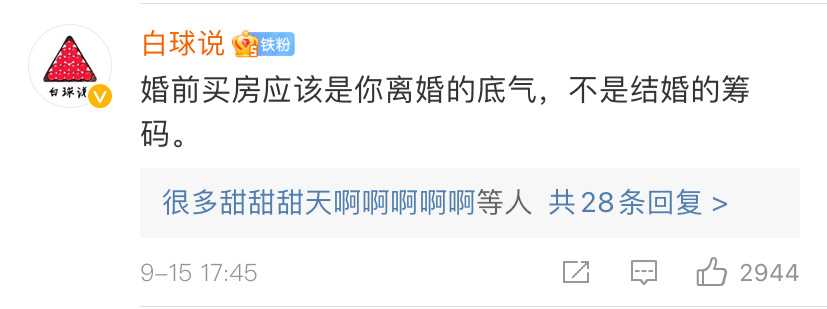 白球说 5 铁粉
白球说 V
婚前买房应该是你离婚的底气，不是结婚的筹
码。
很多甜甜甜天啊啊啊啊啊等人 共28条回复 >
9-15 17:45 2944